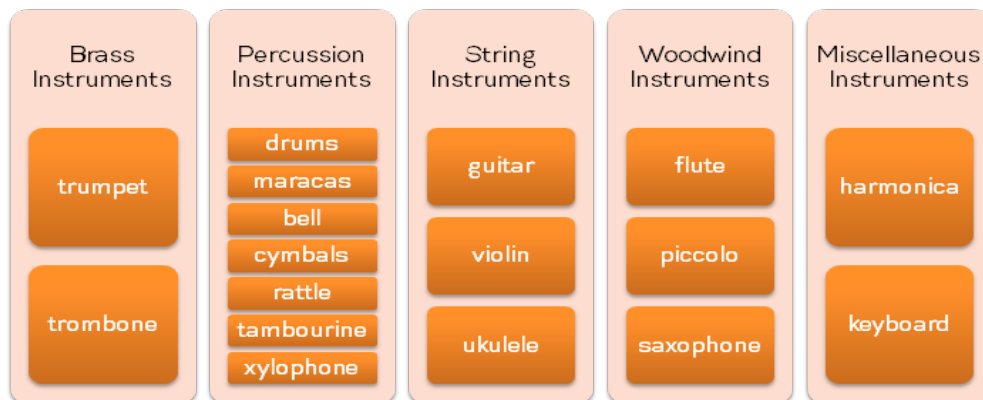 Brass
Instruments
trumpet
trombone
Percussion
Instruments
drums
maracas
bell
cymbals
rattle
tambourine
xylophone
String
Instruments
guitar
violin
ukulele
Woodwind
Instruments
flute
piccolo
saxophone
Miscellaneous
Instruments
harmonica
keyboard